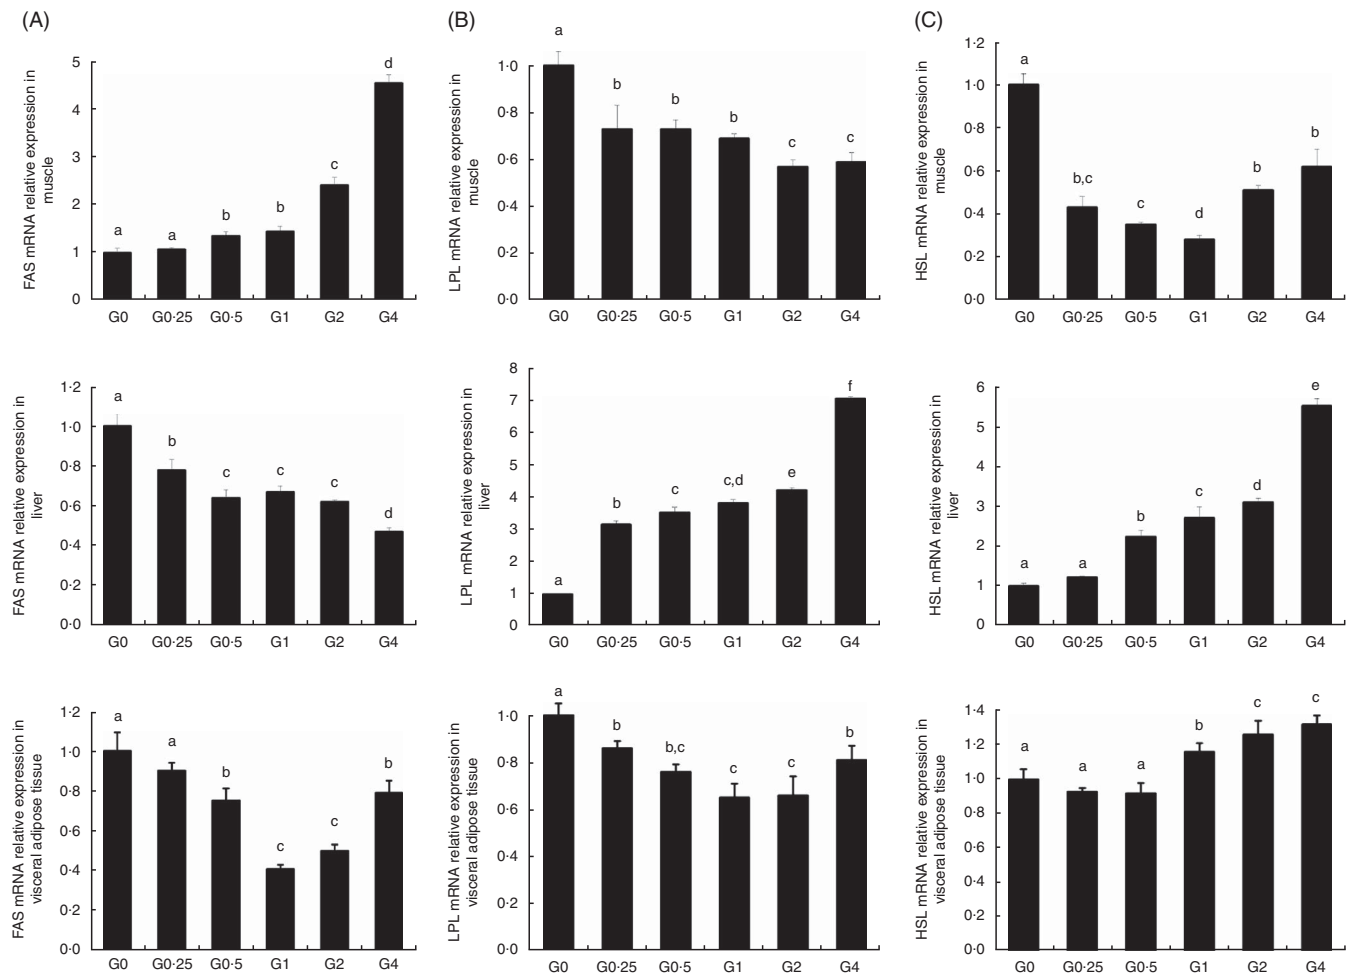 (A)
FAS mRNA relative expression in
muscle
5
4
3
2
1
0
a
a
b
b
c
d
G0 G0·25 G0·5 G1 G2 G4
FAS mRNA relative expression in
liver
1·2
1·0
0·8
0·6
0·4
0·2
0·0
a
b
c
c
c
d
G0 G0·25 G0·5 G1 G2 G4
FAS mRNA relative expression in
visceral adipose tissue
1·2
1·0
0·8
0·6
0·4
0·2
0·0
a
a
b
c
c
b
G0 G0·25 G0·5 G1 G2 G4
(B)
LPL mRNA relative expression in
muscle
1·0
0·8
0·6
0·4
0·2
0·0
a
b
b
b
c
c
G0 G0·25 G0·5 G1 G2 G4
LPL mRNA relative expression in
liver
8
7
6
5
4
3
2
1
0
a
b
c
c,d
e
f
G0 G0·25 G0·5 G1 G2 G4
LPL mRNA relative expression in
visceral adipose tissue
1·0
0·8
0·6
0·4
0·2
0·0
a
b
b,c
c
c
b
G0 G0·25 G0·5 G1 G2 G4
(C)
HSL mRNA relative expression in
muscle
1·2
1·0
0·8
0·6
0·4
0·2
0·0
a
b,c
c
d
b
b
G0 G0·25 G0·5 G1 G2 G4
HSL mRNA relative expression in
liver
6
5
4
3
2
1
0
a
a
b
c
d
e
G0 G0·25 G0·5 G1 G2 G4
HSL mRNA relative expression in
visceral adipose tissue
1·4
1·2
1·0
0·8
0·6
0·4
0·2
0·0
a
a
a
b
c
c
G0 G0·25 G0·5 G1 G2 G4